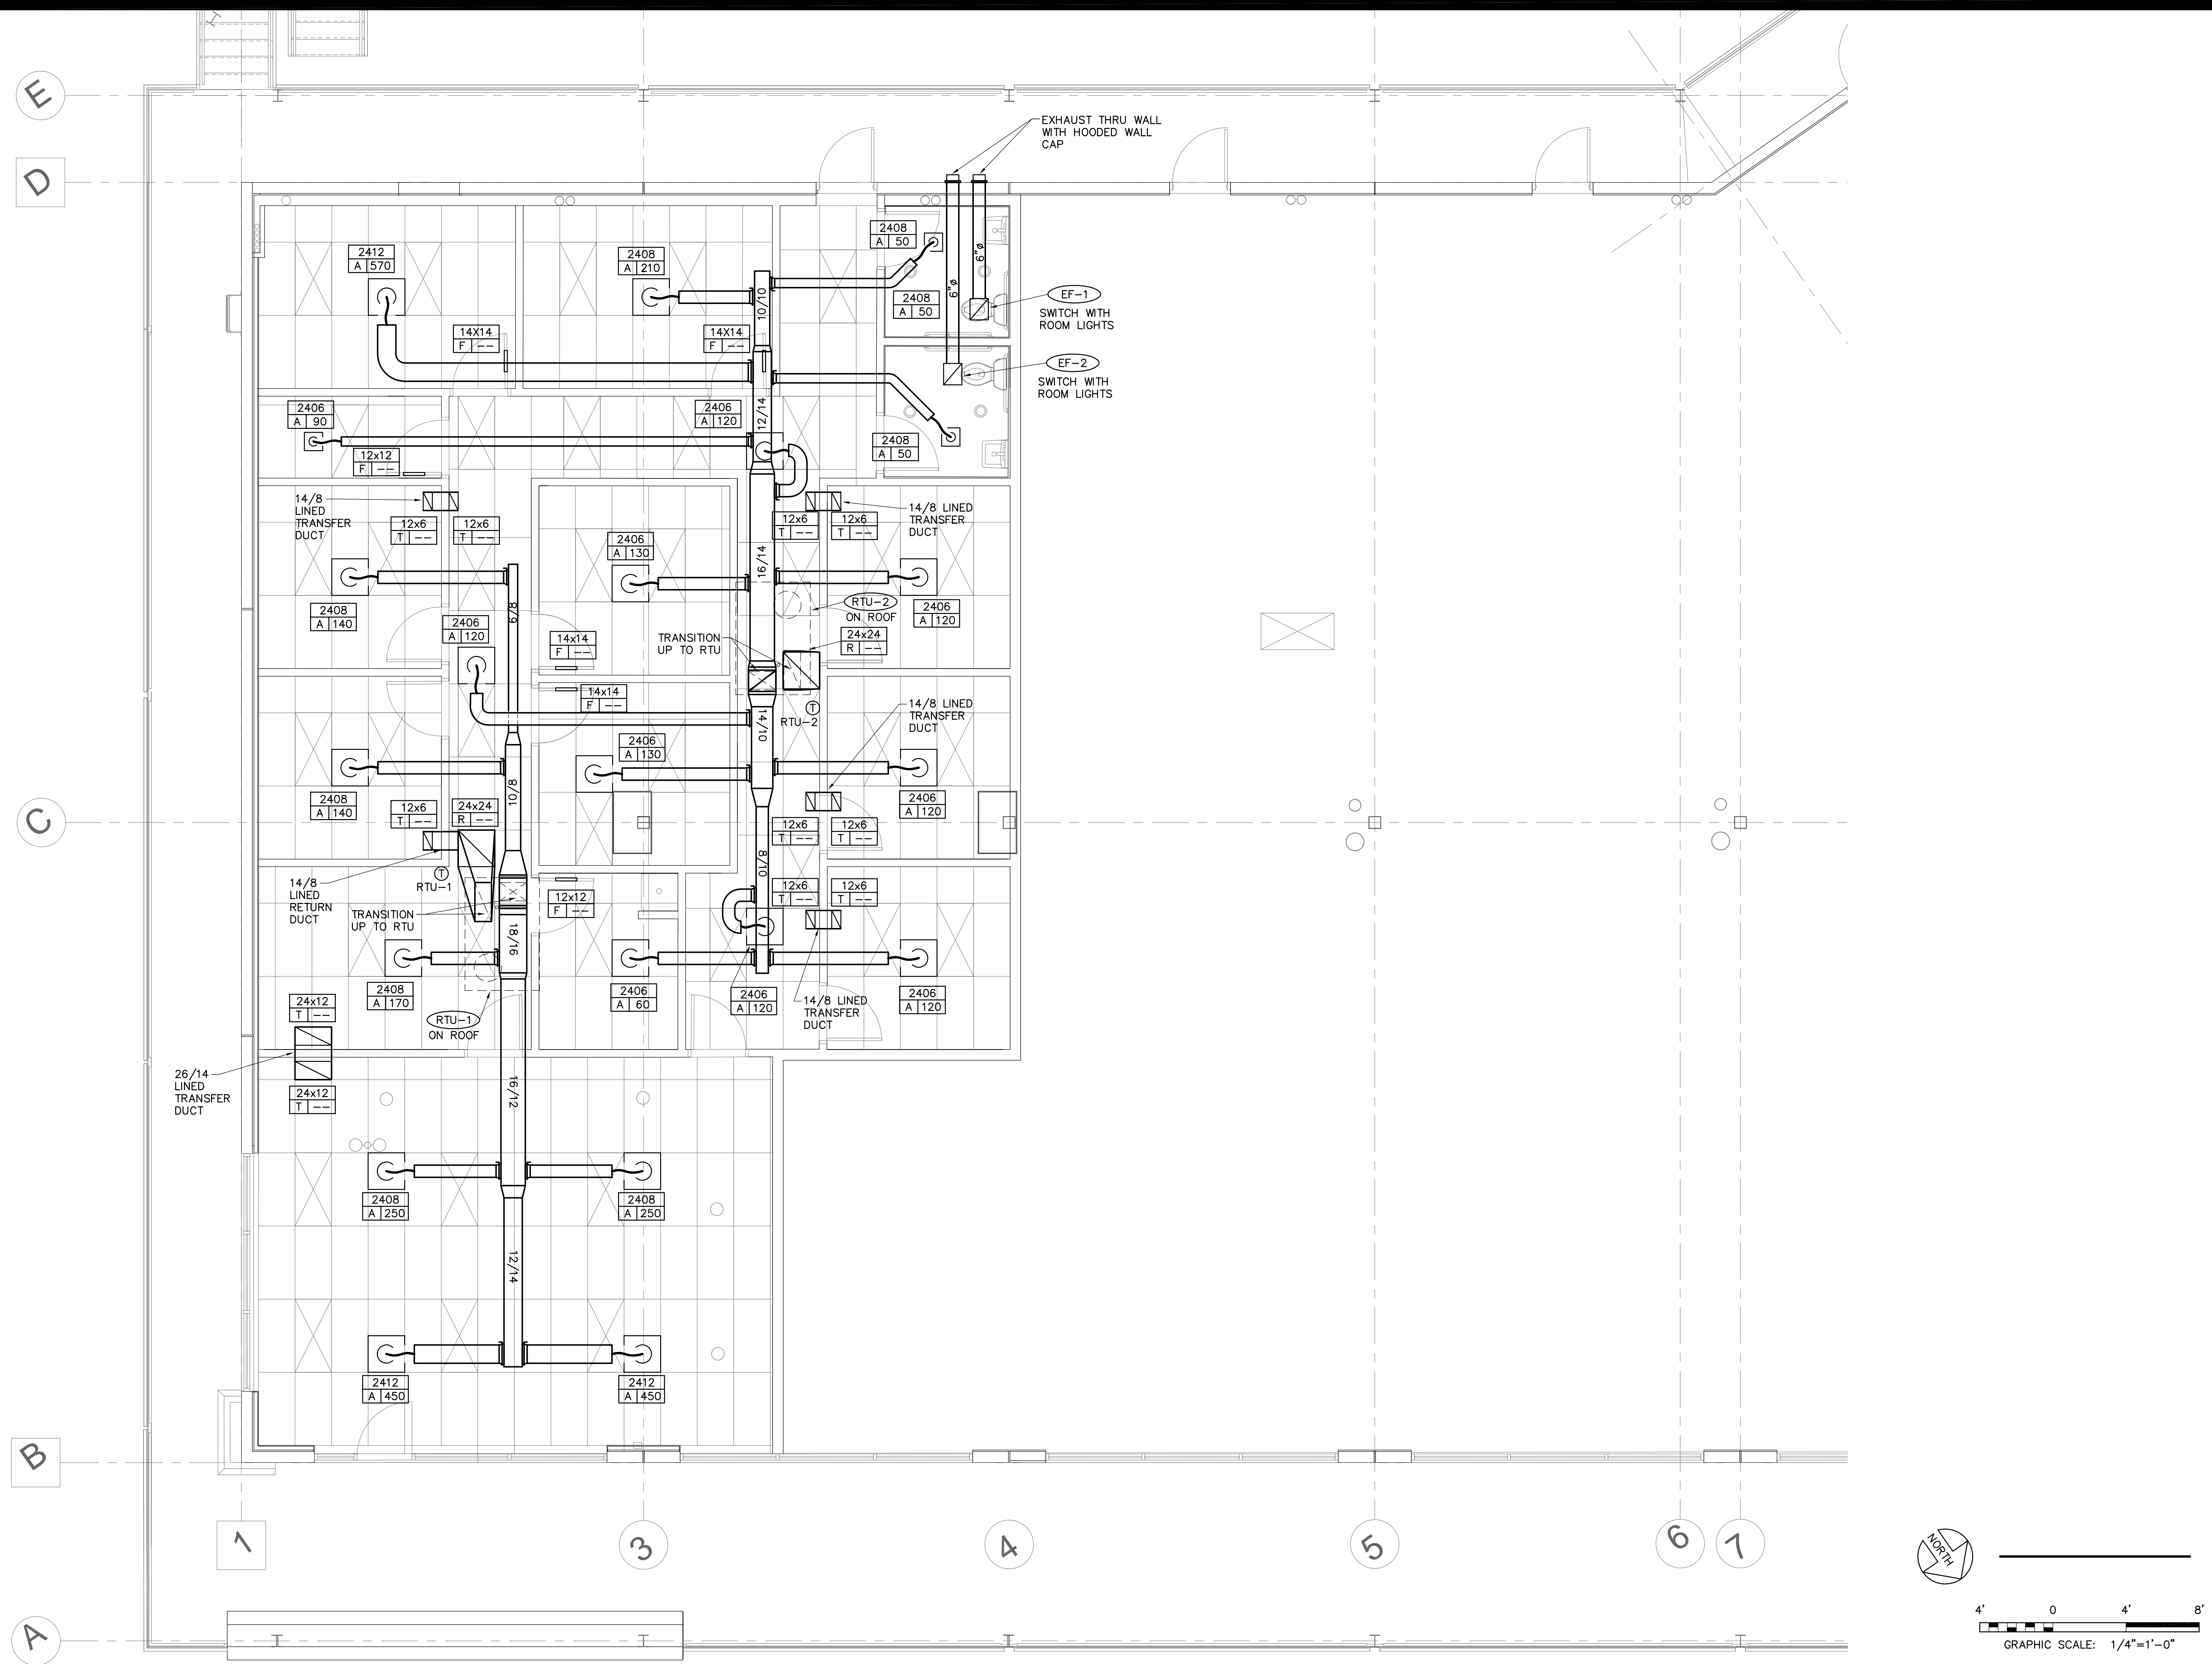 E
EXHAUST THRU WALL
WITH HOODED WALL
CAP
D
2412
A 570
2408
A 210
2408
A 50
6"ø
6"ø
10/10
2408
A 50
EF-1
SWITCH WITH
ROOM LIGHTS
14X14
F --
14X14
F --
EF-2
SWITCH WITH
ROOM LIGHTS
2406
A 90
2406
A 120
12/14
2408
A 50
12x12
F --
14/8
LINED
TRANSFER
DUCT
12x6
T --
12x6
T --
12x6
T --
12x6
T --
14/8 LINED
TRANSFER
DUCT
2406
A 130
16/14
2408
A 140
6/8
2406
A 120
14x14
F --
TRANSITION
UP TO RTU
RTU-2
ON ROOF
24x24
R --
2406
A 120
14x14
F --
14/10
T
RTU-2
14/8 LINED
TRANSFER
DUCT
2406
A 130
10/8
2408
A 140
12x6
T --
24x24
R --
2406
A 120
C
12x6
T --
12x6
T --
8/10
T
RTU-1
14/8
LINED
RETURN
DUCT
TRANSITION
UP TO RTU
12x12
F --
12x6
T --
12x6
T --
18/16
2408
A 170
2406
A 60
2406
A 120
14/8 LINED
TRANSFER
DUCT
2406
A 120
24x12
T --
RTU-1
ON ROOF
26/14
LINED
TRANSFER
DUCT
24x12
T --
16/12
2408
A 250
2408
A 250
12/14
2412
A 450
2412
A 450
B
1
3
4
5
6
7
NORTH
A
4' 0 4' 8'
GRAPHIC SCALE: 1/4"=1'-0"